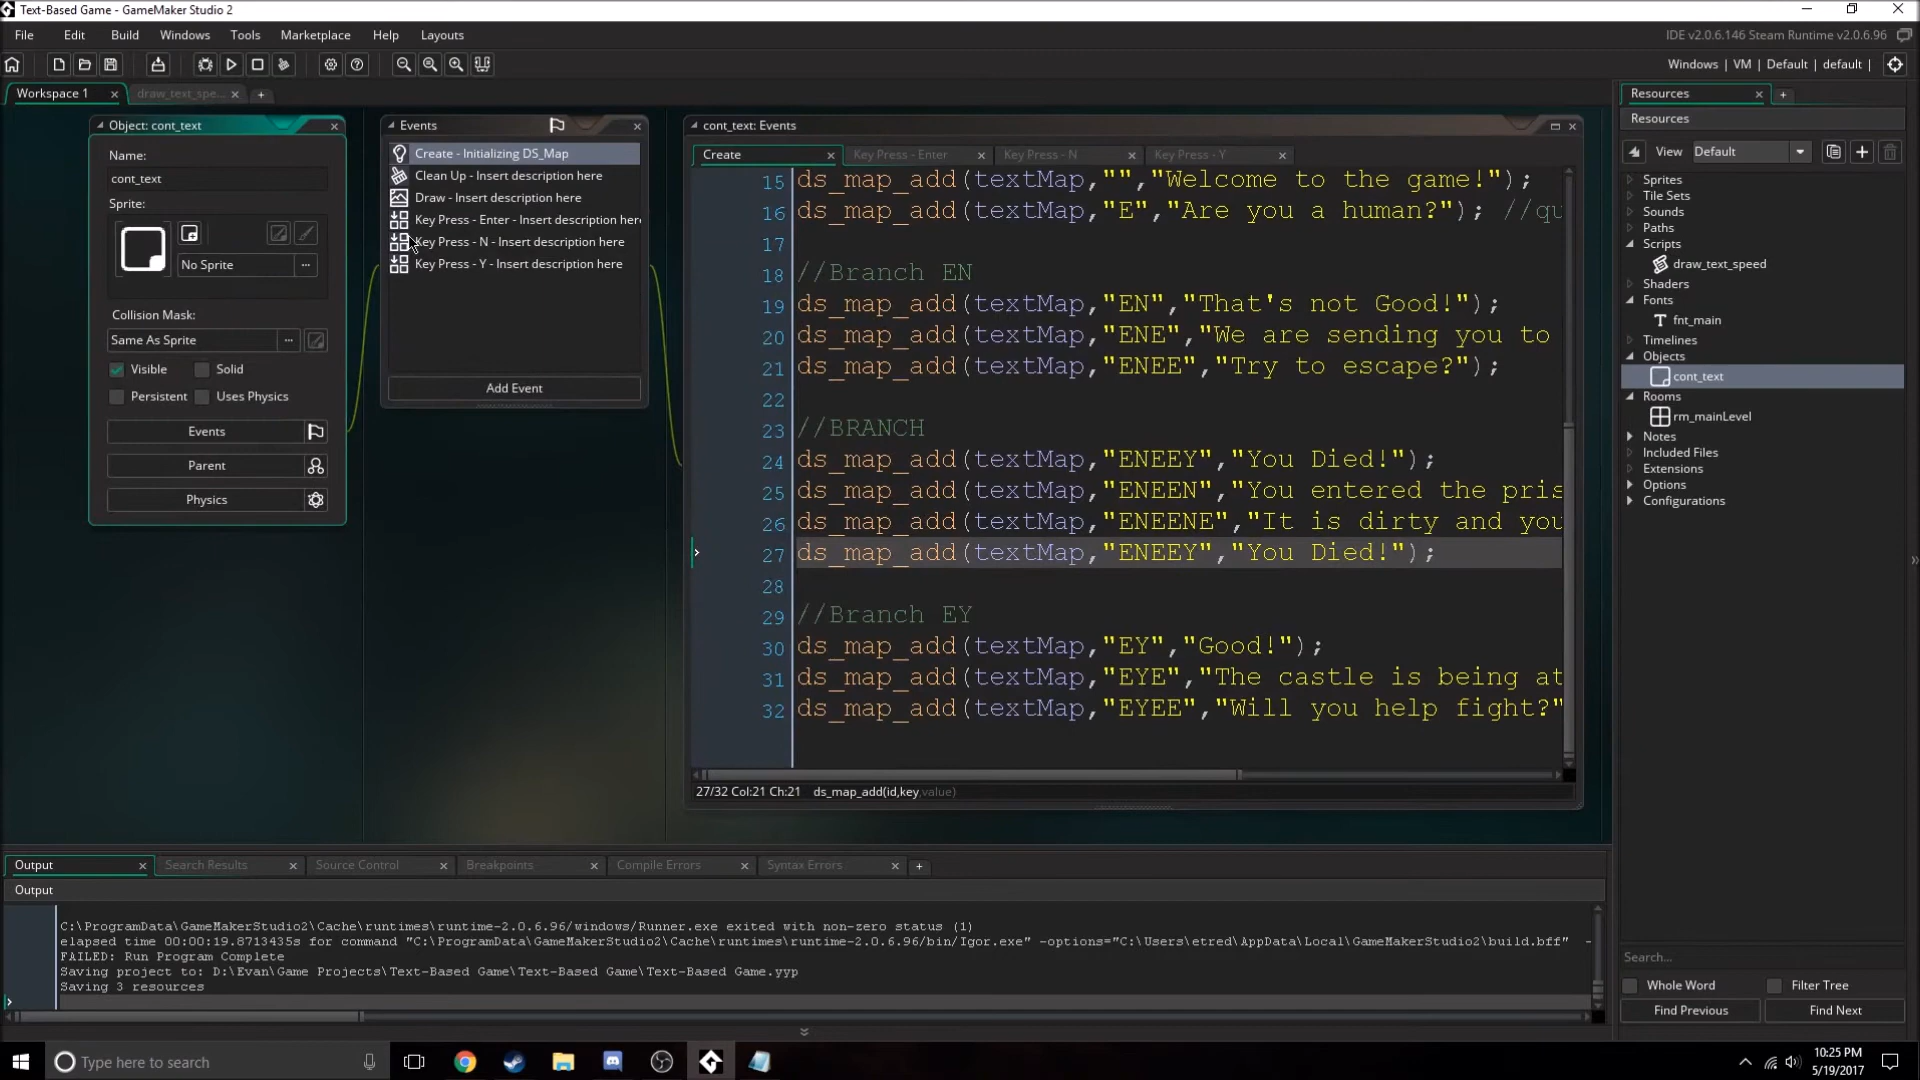 Text-Based Game - GameMaker Studio 2
File Edit Build Windows Tools Marketplace Help Layouts
IDE v2.0.6.146 Steam Runtime v2.0.6.96
Windows | VM | Default | default |
Workspace 1
draw_text_spe...
Object: cont_text
Name:
cont_text
Sprite:
No Sprite
Collision Mask:
Same As Sprite
Visible Solid
Persistent Uses Physics
Events
Parent
Physics
Events
Create - Initializing DS_Map
Clean Up - Insert description here
Draw - Insert description here
Key Press - Enter - Insert description here
Key Press - N - Insert description here
Key Press - Y - Insert description here
Add Event
cont_text: Events
Create Key Press - Enter Key Press - N Key Press - Y
15 ds_map_add(textMap,"","Welcome to the game!");
16 ds_map_add(textMap,"E","Are you a human?"); //qu
17
18 //Branch EN
19 ds_map_add(textMap,"EN","That's not Good!");
20 ds_map_add(textMap,"ENE","We are sending you to
21 ds_map_add(textMap,"ENEE","Try to escape?");
22
23 //BRANCH
24 ds_map_add(textMap,"ENEEY","You Died!");
25 ds_map_add(textMap,"ENEEN","You entered the pris
26 ds_map_add(textMap,"ENEENE","It is dirty and you
27 ds_map_add(textMap,"ENEEY","You Died!");
28
29 //Branch EY
30 ds_map_add(textMap,"EY","Good!");
31 ds_map_add(textMap,"EYE","The castle is being at
32 ds_map_add(textMap,"EYEE","Will you help fight?"
27/32 Col:21 Ch:21 ds_map_add(id,key,value)
Resources
Resources
View Default
Sprites
Tile Sets
Sounds
Paths
Scripts
draw_text_speed
Shaders
Fonts
fnt_main
Timelines
Objects
cont_text
Rooms
rm_mainLevel
Notes
Included Files
Extensions
Options
Configurations
Search...
Whole Word Filter Tree
Find Previous Find Next
Output Search Results Source Control Breakpoints Compile Errors Syntax Errors
Output
C:\ProgramData\GameMakerStudio2\Cache\runtimes\runtime-2.0.6.96/windows/Runner.exe exited with non-zero status (1)
elapsed time 00:00:19.8713435s for command "C:\ProgramData\GameMakerStudio2\Cache\runtimes\runtime-2.0.6.96/bin/Igor.exe" -options="C:\Users\etred\AppData\Local\GameMakerStudio2\build.bff" -
FAILED: Run Program Complete
Saving project to: D:\Evan\Game Projects\Text-Based Game\Text-Based Game\Text-Based Game.yyp
Saving 3 resources
Type here to search
10:25 PM
5/19/2017